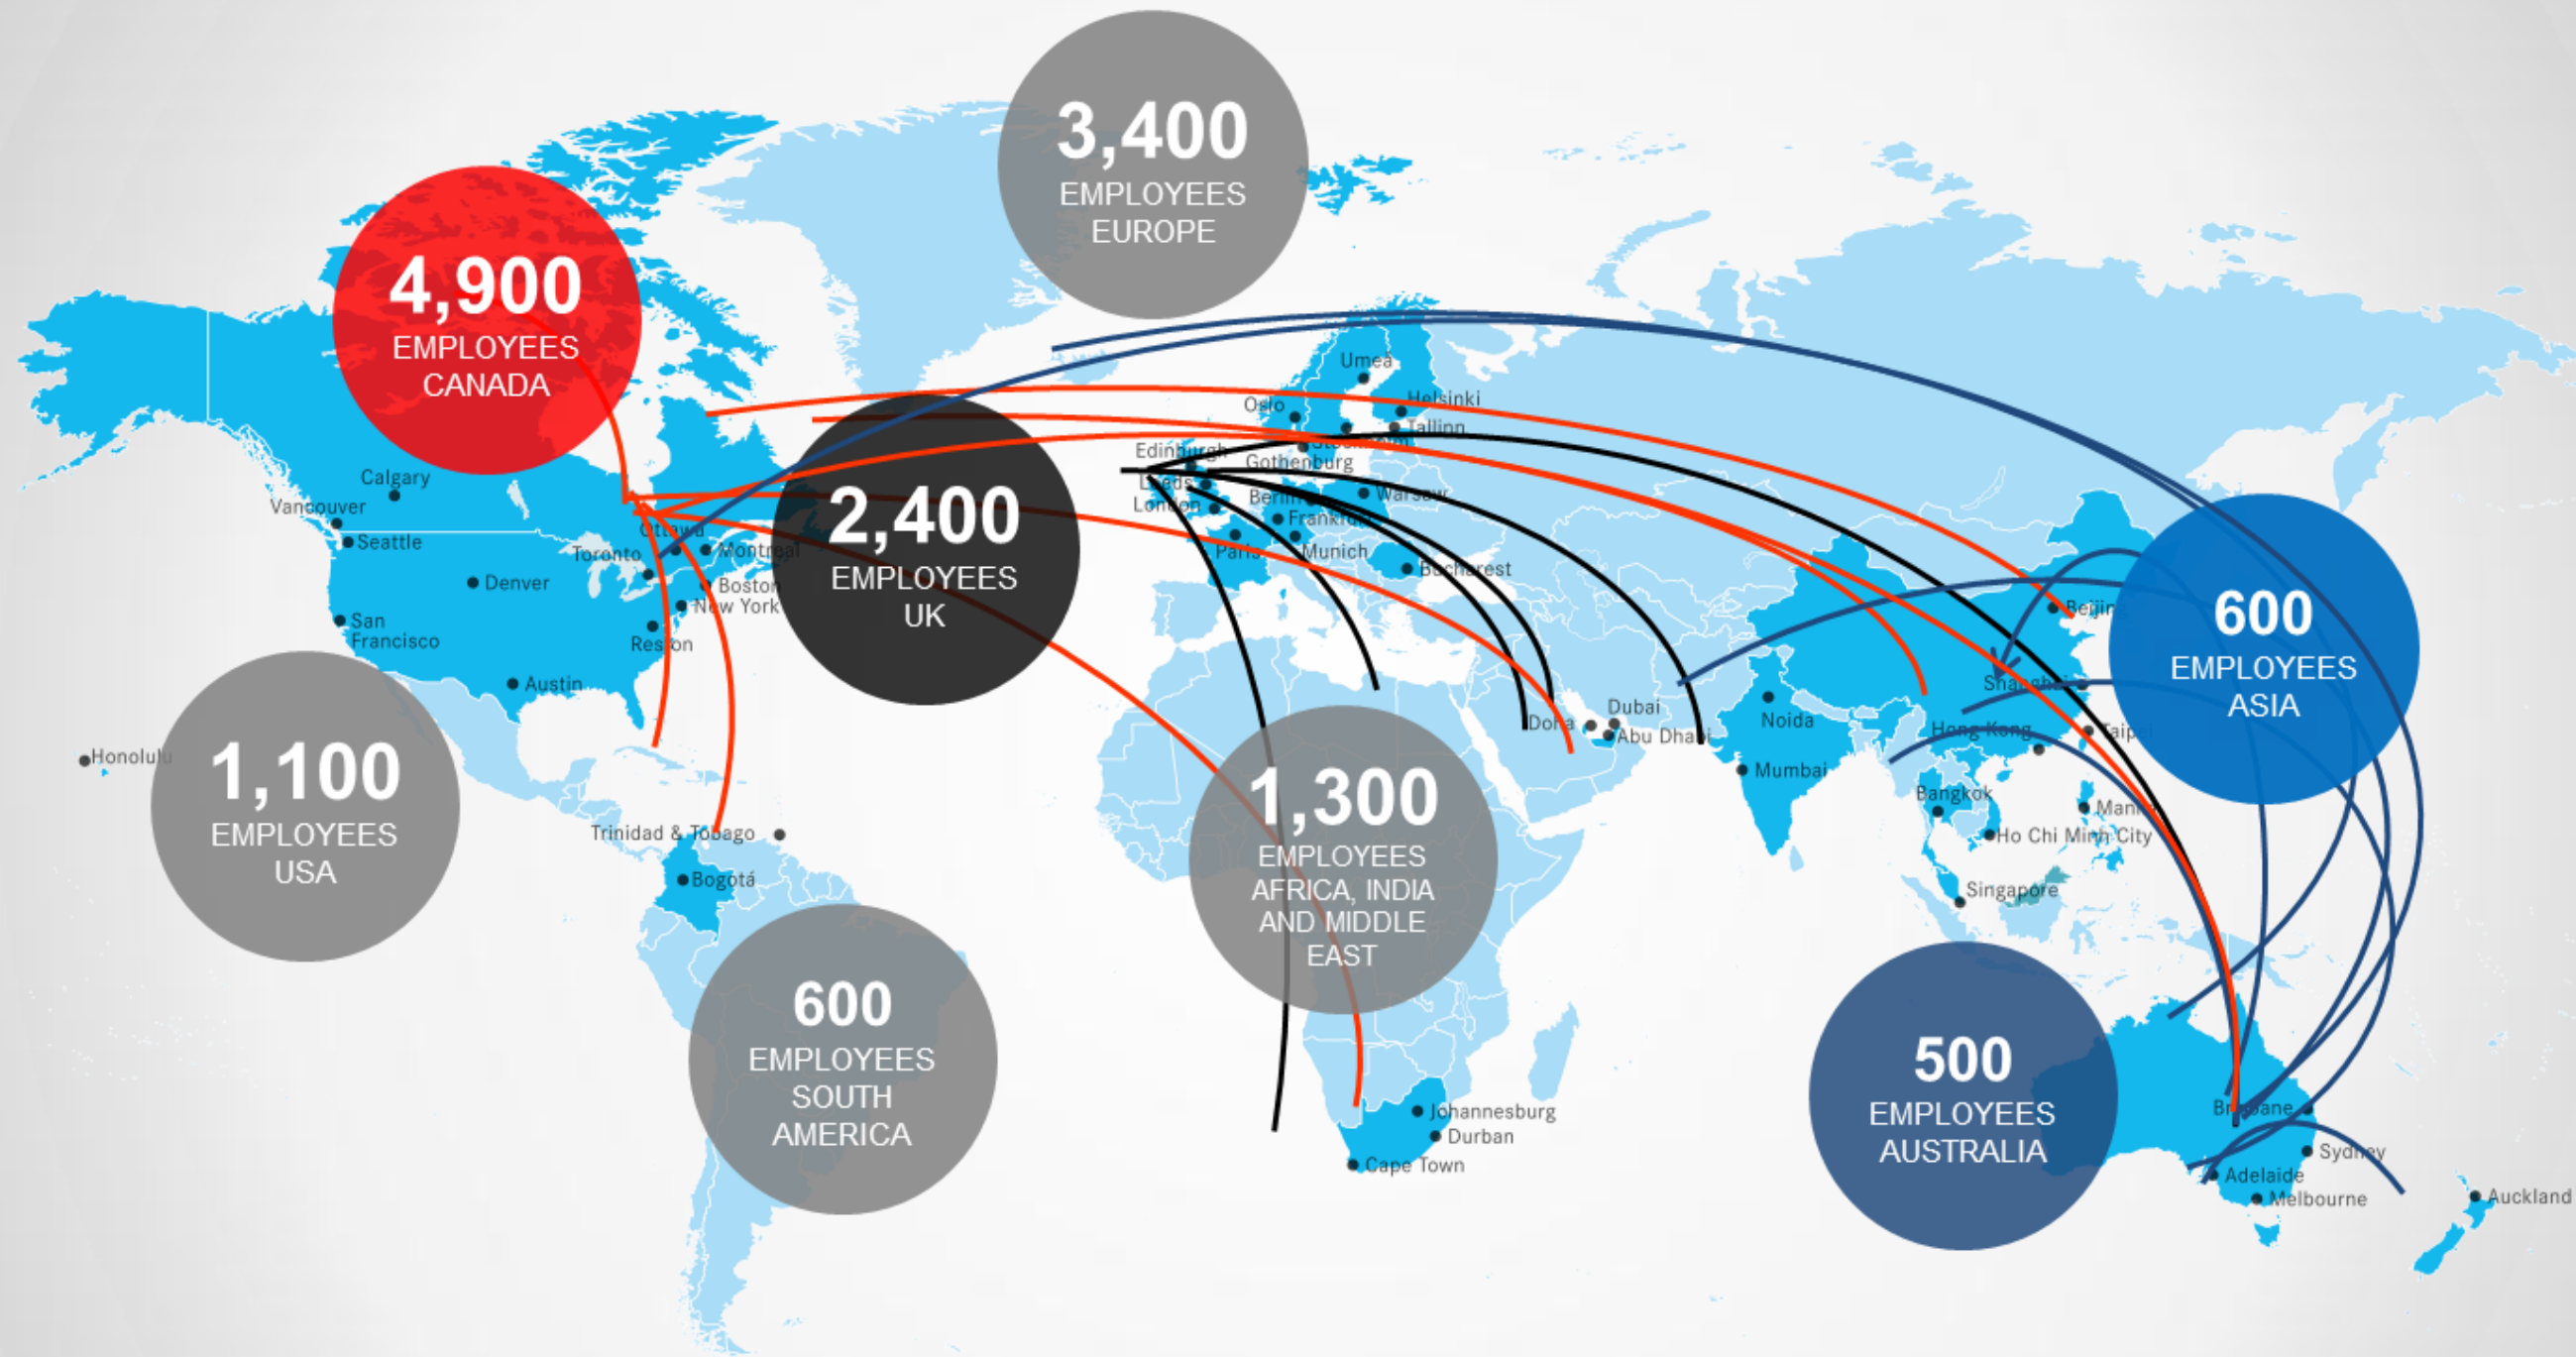 3,400
EMPLOYEES
EUROPE
4,900
EMPLOYEES
CANADA
Umeå
Helsinki
Oslo
Tallinn
Stockholm
Edinburgh
Gothenburg
Calgary
Leeds
Berlin
Warsaw
Vancouver
London
2,400
EMPLOYEES
UK
Frankfurt
Ottawa
Seattle
Toronto
Montreal
Paris
Munich
Bucharest
Denver
Boston
New York
Beijing
600
EMPLOYEES
ASIA
San
Francisco
Reston
Austin
Shanghai
Dubai
Doha
Noida
Abu Dhabi
Hong Kong
Taipei
Honolulu
1,100
EMPLOYEES
USA
Mumbai
1,300
EMPLOYEES
AFRICA, INDIA
AND MIDDLE
EAST
Bangkok
Manila
Trinidad & Tobago
Ho Chi Minh City
Bogotá
Singapore
600
EMPLOYEES
SOUTH
AMERICA
500
EMPLOYEES
AUSTRALIA
Johannesburg
Brisbane
Durban
Sydney
Cape Town
Adelaide
Melbourne
Auckland